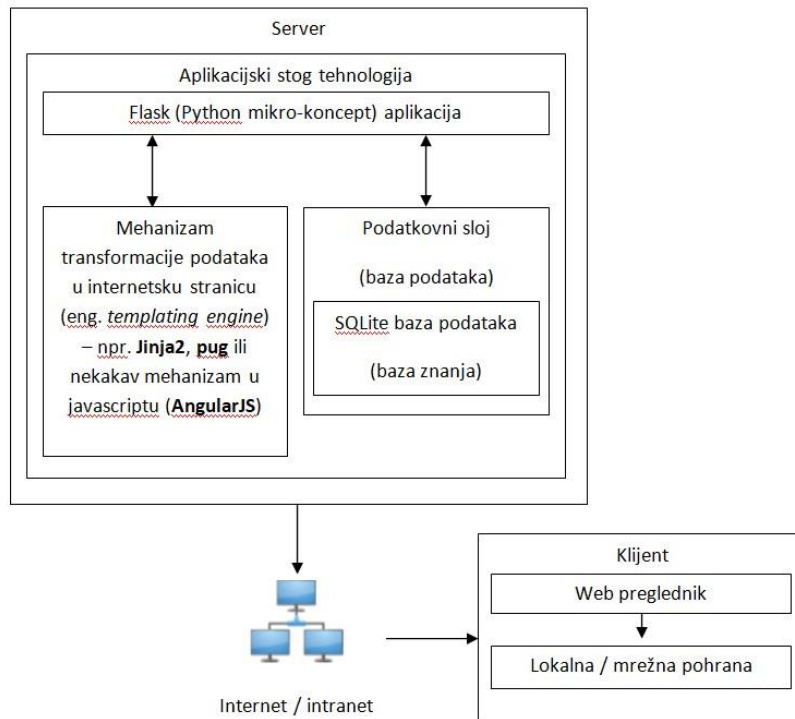 Server
Aplikacijski stog tehnologija
Flask (Python mikro-koncept) aplikacija
Mehanizam
transformacije podataka
u internetsku stranicu
(eng. templating engine)
– npr. Jinja2, pug ili
nekakav mehanizam u
javascriptu (AngularJS)
Podatkovni sloj
(baza podataka)
SQLite baza podataka
(baza znanja)
Internet / intranet
Klijent
Web preglednik
Lokalna / mrežna pohrana